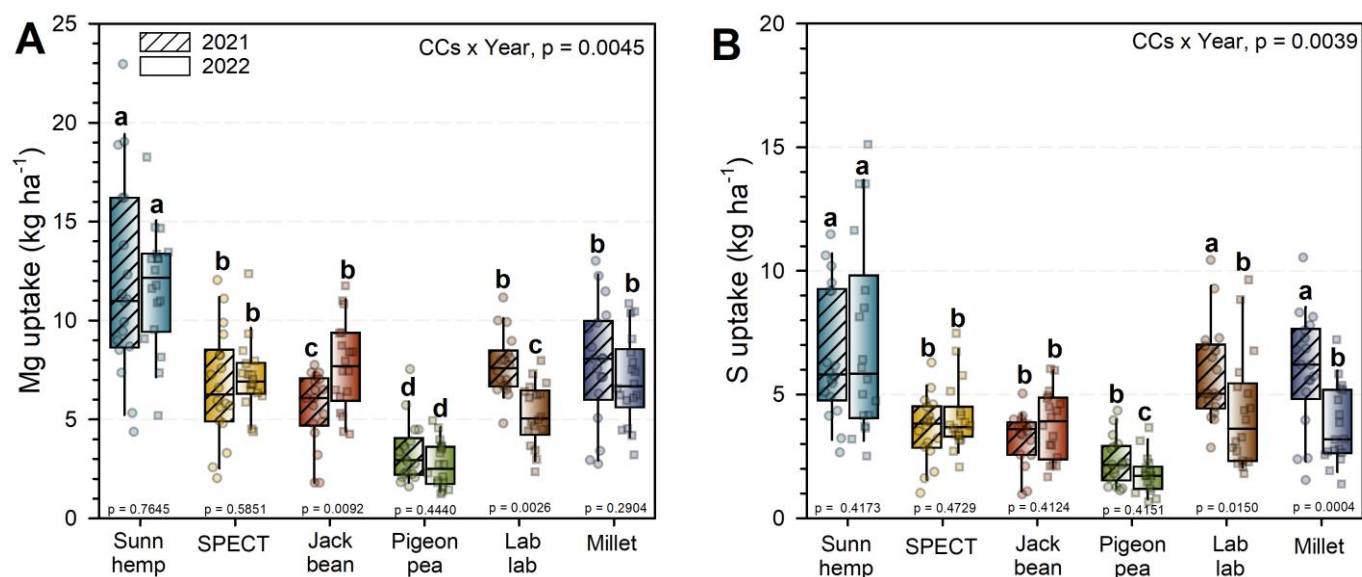 A
Mg uptake (kg ha⁻¹)
25
20
15
10
5
0
2021
2022
CCs x Year, p = 0.0045
a
a
b
b
c
b
d
d
b
c
b
b
p = 0.7645
p = 0.5851
p = 0.0092
p = 0.4440
p = 0.0026
p = 0.2904
Sunn
hemp
SPECT
Jack
bean
Pigeon
pea
Lab
lab
Millet
B
S uptake (kg ha⁻¹)
20
15
10
5
0
CCs x Year, p = 0.0039
a
a
b
b
b
b
b
c
a
b
a
b
p = 0.4173
p = 0.4729
p = 0.4124
p = 0.4151
p = 0.0150
p = 0.0004
Sunn
hemp
SPECT
Jack
bean
Pigeon
pea
Lab
lab
Millet